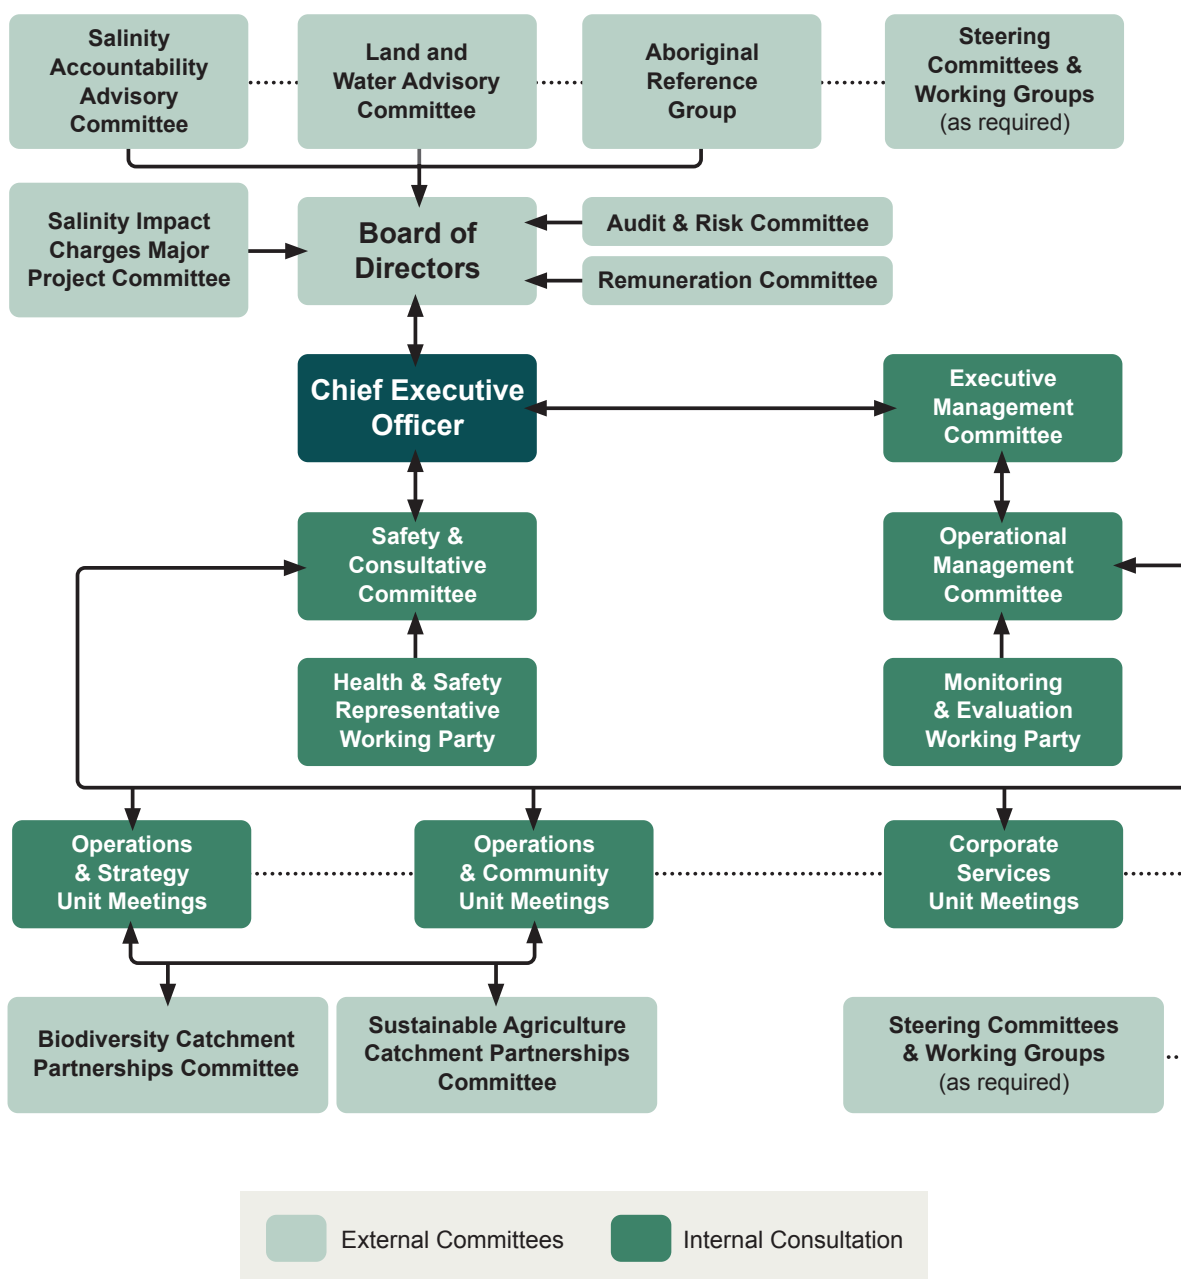 Salinity
Accountability
Advisory
Committee
Land and
Water Advisory
Committee
Aboriginal
Reference
Group
Steering
Committees &
Working Groups
(as required)
Salinity Impact
Charges Major
Project Committee
Board of
Directors
Audit & Risk Committee
Remuneration Committee
Chief Executive
Officer
Executive
Management
Committee
Safety &
Consultative
Committee
Operational
Management
Committee
Health & Safety
Representative
Working Party
Monitoring
& Evaluation
Working Party
Operations
& Strategy
Unit Meetings
Operations
& Community
Unit Meetings
Corporate
Services
Unit Meetings
Biodiversity Catchment
Partnerships Committee
Sustainable Agriculture
Catchment Partnerships
Committee
Steering Committees
& Working Groups
(as required)
External Committees
Internal Consultation